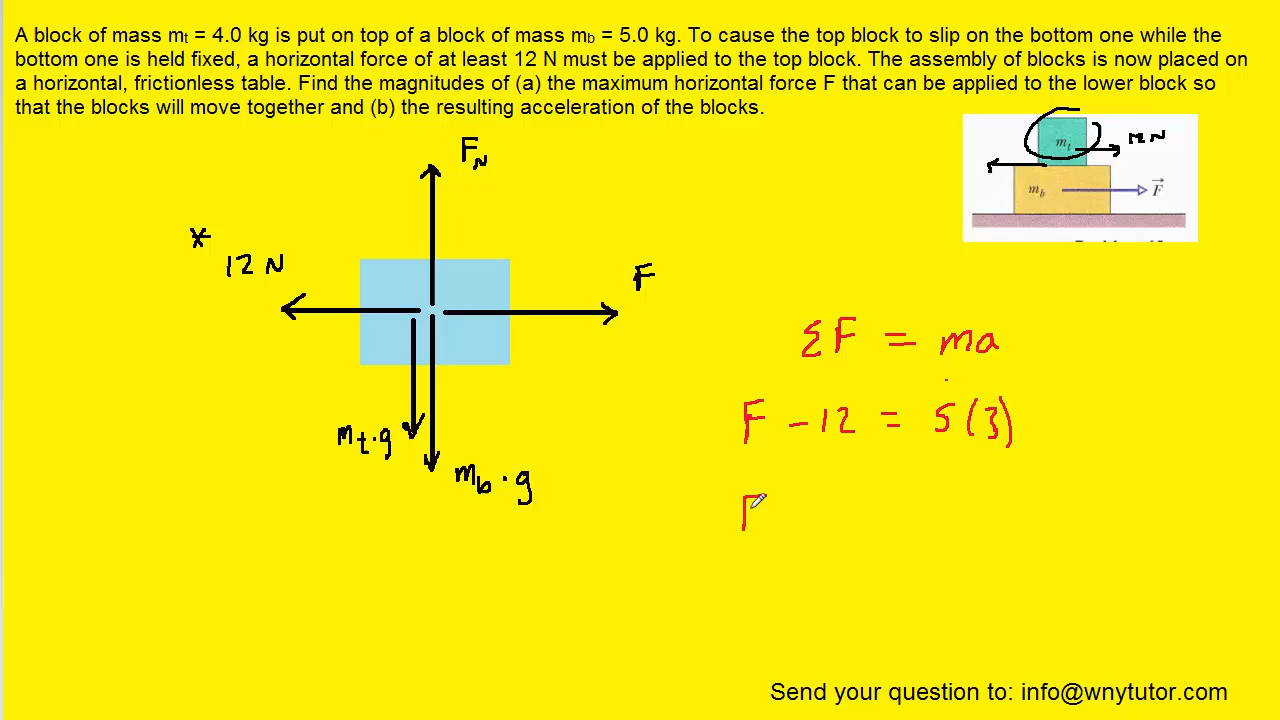 A block of mass mt = 4.0 kg is put on top of a block of mass mb = 5.0 kg. To cause the top block to slip on the bottom one while the
bottom one is held fixed, a horizontal force of at least 12 N must be applied to the top block. The assembly of blocks is now placed on
a horizontal, frictionless table. Find the magnitudes of (a) the maximum horizontal force F that can be applied to the lower block so
that the blocks will move together and (b) the resulting acceleration of the blocks.
FN
mt
12 N
mb
F
*
12 N
F
ΣF = ma
F - 12 = 5(3)
mt·g
mb·g
F
Send your question to: info@wnytutor.com